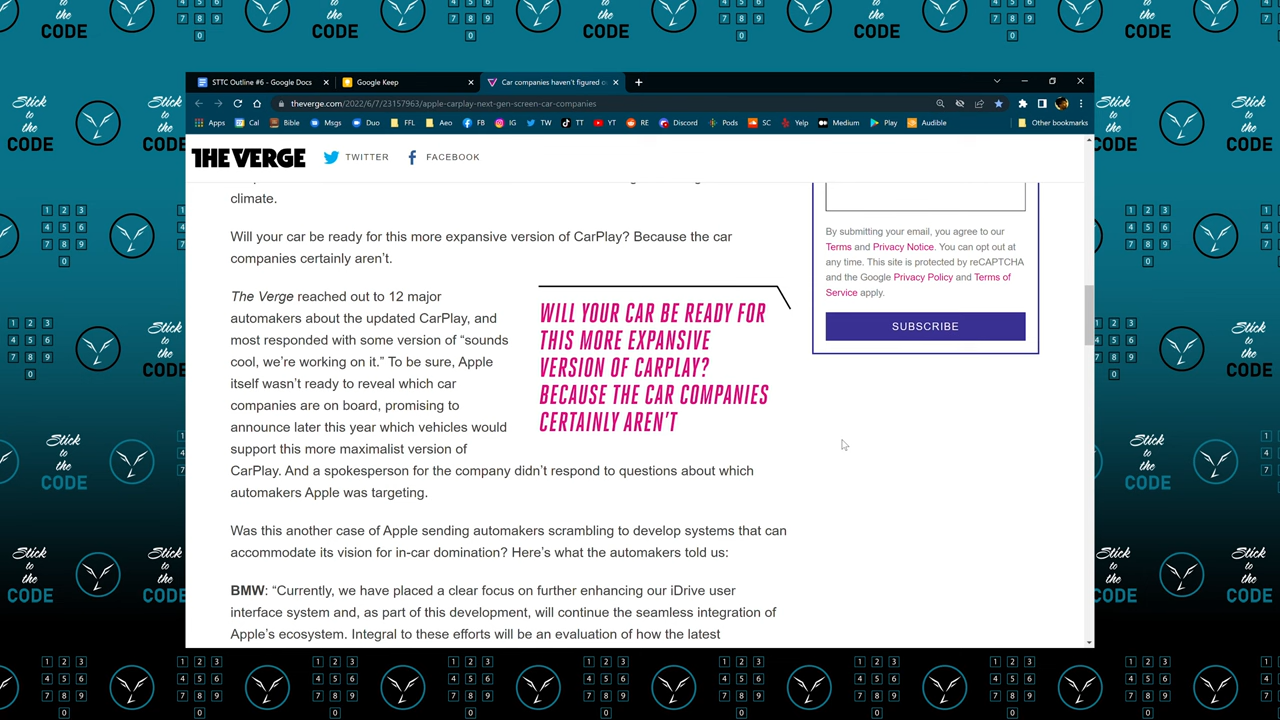 Stick
to
the
CODE
1 2 3
4 5 6
7 8 9
0
STTC Outline #6 - Google Docs
Google Keep
Car companies haven't figured o
theverge.com/2022/6/7/23157963/apple-carplay-next-gen-screen-car-companies
Apps Cal Bible Msgs Duo FFL Aeo FB IG TW TT YT RE Discord Pods SC Yelp Medium Play Audible Other bookmarks
THE VERGE TWITTER FACEBOOK
climate.
Will your car be ready for this more expansive version of CarPlay? Because the car
companies certainly aren't.
The Verge reached out to 12 major
automakers about the updated CarPlay, and
most responded with some version of “sounds
cool, we’re working on it.” To be sure, Apple
itself wasn’t ready to reveal which car
companies are on board, promising to
announce later this year which vehicles would
support this more maximalist version of
CarPlay. And a spokesperson for the company didn’t respond to questions about which
automakers Apple was targeting.
WILL YOUR CAR BE READY FOR
THIS MORE EXPANSIVE
VERSION OF CARPLAY?
BECAUSE THE CAR COMPANIES
CERTAINLY AREN'T
Was this another case of Apple sending automakers scrambling to develop systems that can
accommodate its vision for in-car domination? Here’s what the automakers told us:
BMW: “Currently, we have placed a clear focus on further enhancing our iDrive user
interface system and, as part of this development, will continue the seamless integration of
Apple’s ecosystem. Integral to these efforts will be an evaluation of how the latest
By submitting your email, you agree to our
Terms and Privacy Notice. You can opt out at
any time. This site is protected by reCAPTCHA
and the Google Privacy Policy and Terms of
Service apply.
SUBSCRIBE